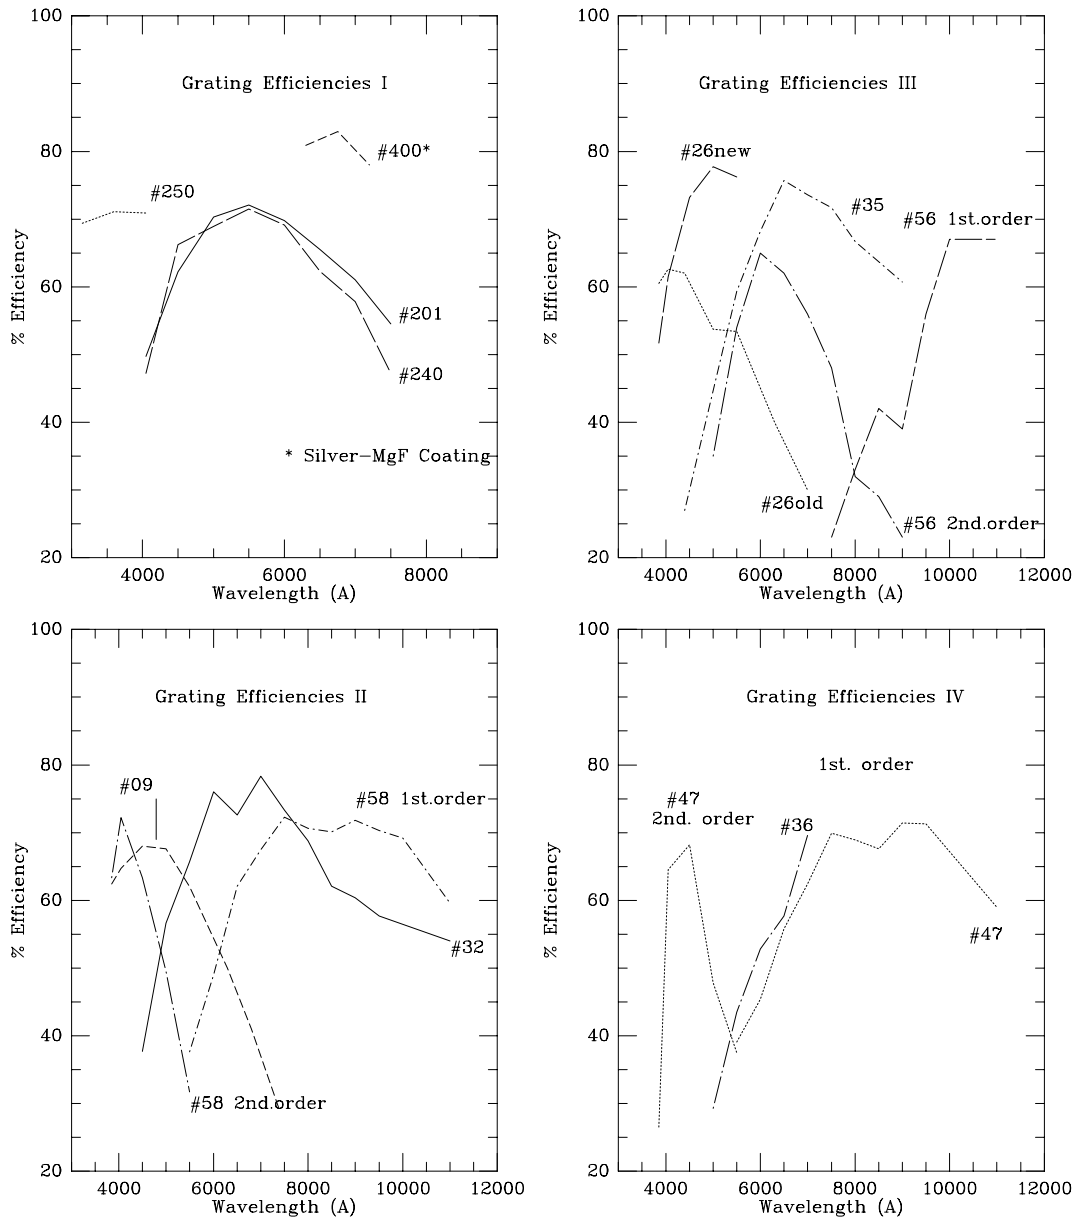 100
Grating Efficiencies I
80
#400*
#250
60
#201
#240
40
* Silver-MgF Coating
20
4000 6000 8000
Wavelength (A)
% Efficiency
Grating Efficiencies III
80
#26new
#35
#56 1st.order
60
40
#26old
#56 2nd.order
20
4000 6000 8000 10000 12000
Wavelength (A)
% Efficiency
100
100
Grating Efficiencies II
80
#09
#58 1st.order
60
#32
40
#58 2nd.order
20
4000 6000 8000 10000 12000
Wavelength (A)
% Efficiency
100
Grating Efficiencies IV
80
1st. order
#47
2nd. order
#36
60
#47
40
20
4000 6000 8000 10000 12000
Wavelength (A)
% Efficiency